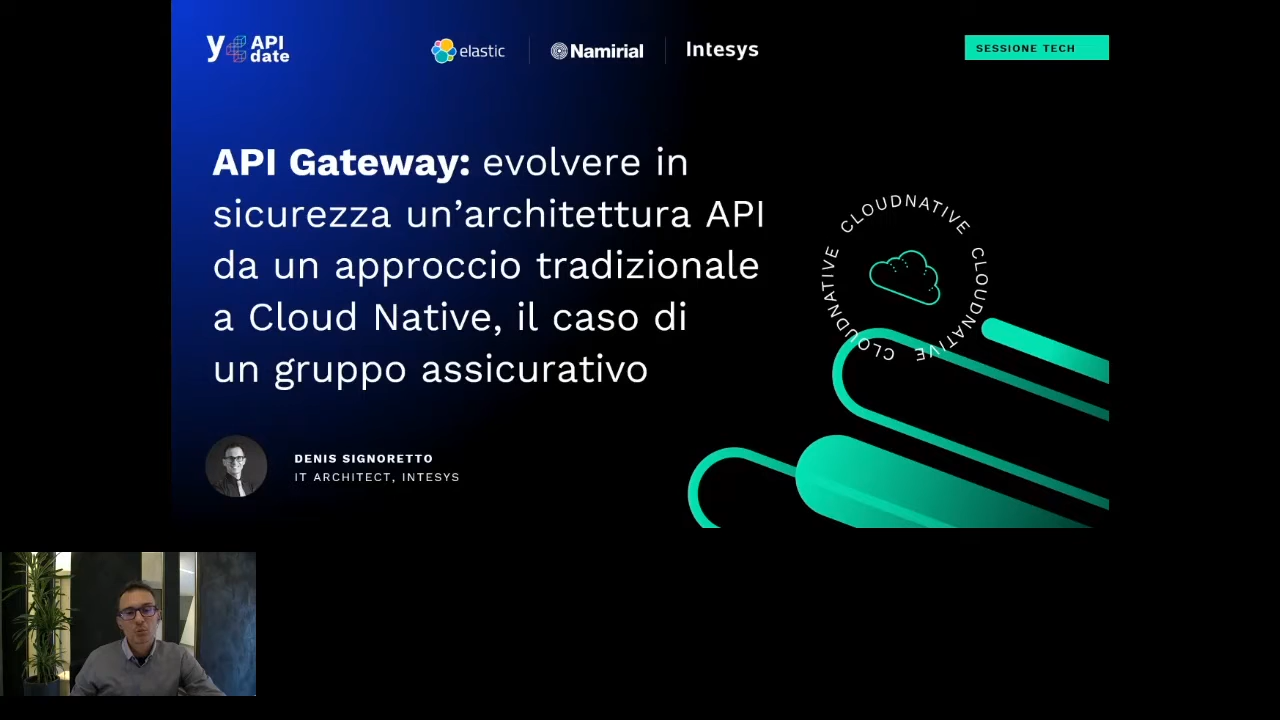 y API
date
elastic
Namirial
Intesys
SESSIONE TECH
API Gateway: evolvere in
sicurezza un’architettura API
da un approccio tradizionale
a Cloud Native, il caso di
un gruppo assicurativo
CLOUDNATIVE CLOUDNATIVE CLOUDNATIVE CLOUDNATIVE
DENIS SIGNORETTO
IT ARCHITECT, INTESYS